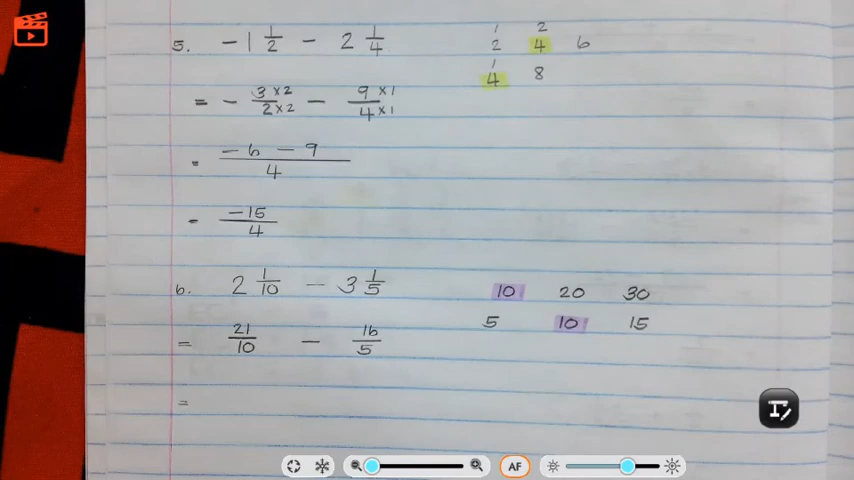 5. -1 1/2 - 2 1/4
1 2
2 4 6
1
4 8
= - 3×2/2×2 - 9×1/4×1
= -6 - 9/4
= -15/4
6. 2 1/10 - 3 1/5
10 20 30
5 10 15
= 21/10 - 16/5
=
AF